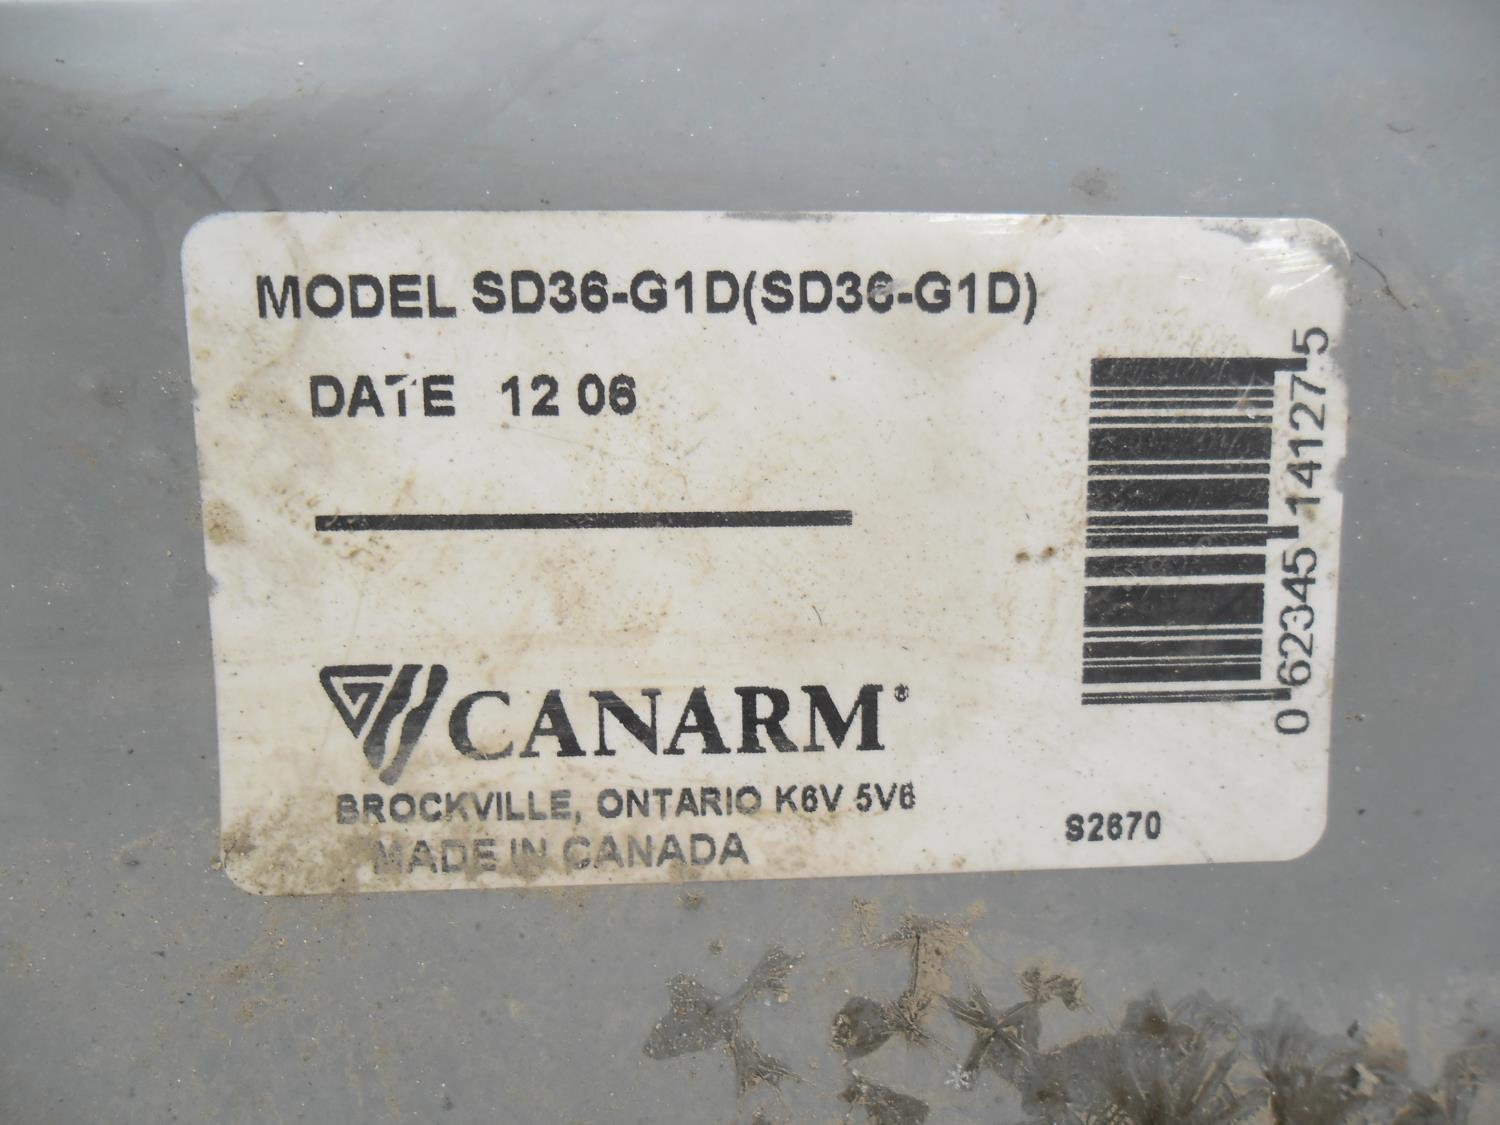 MODEL SD36-G1D(SD36-G1D)
DATE 12 06
CANARM®
BROCKVILLE, ONTARIO K6V 5V6
MADE IN CANADA
0 62345 14127 5
S2670